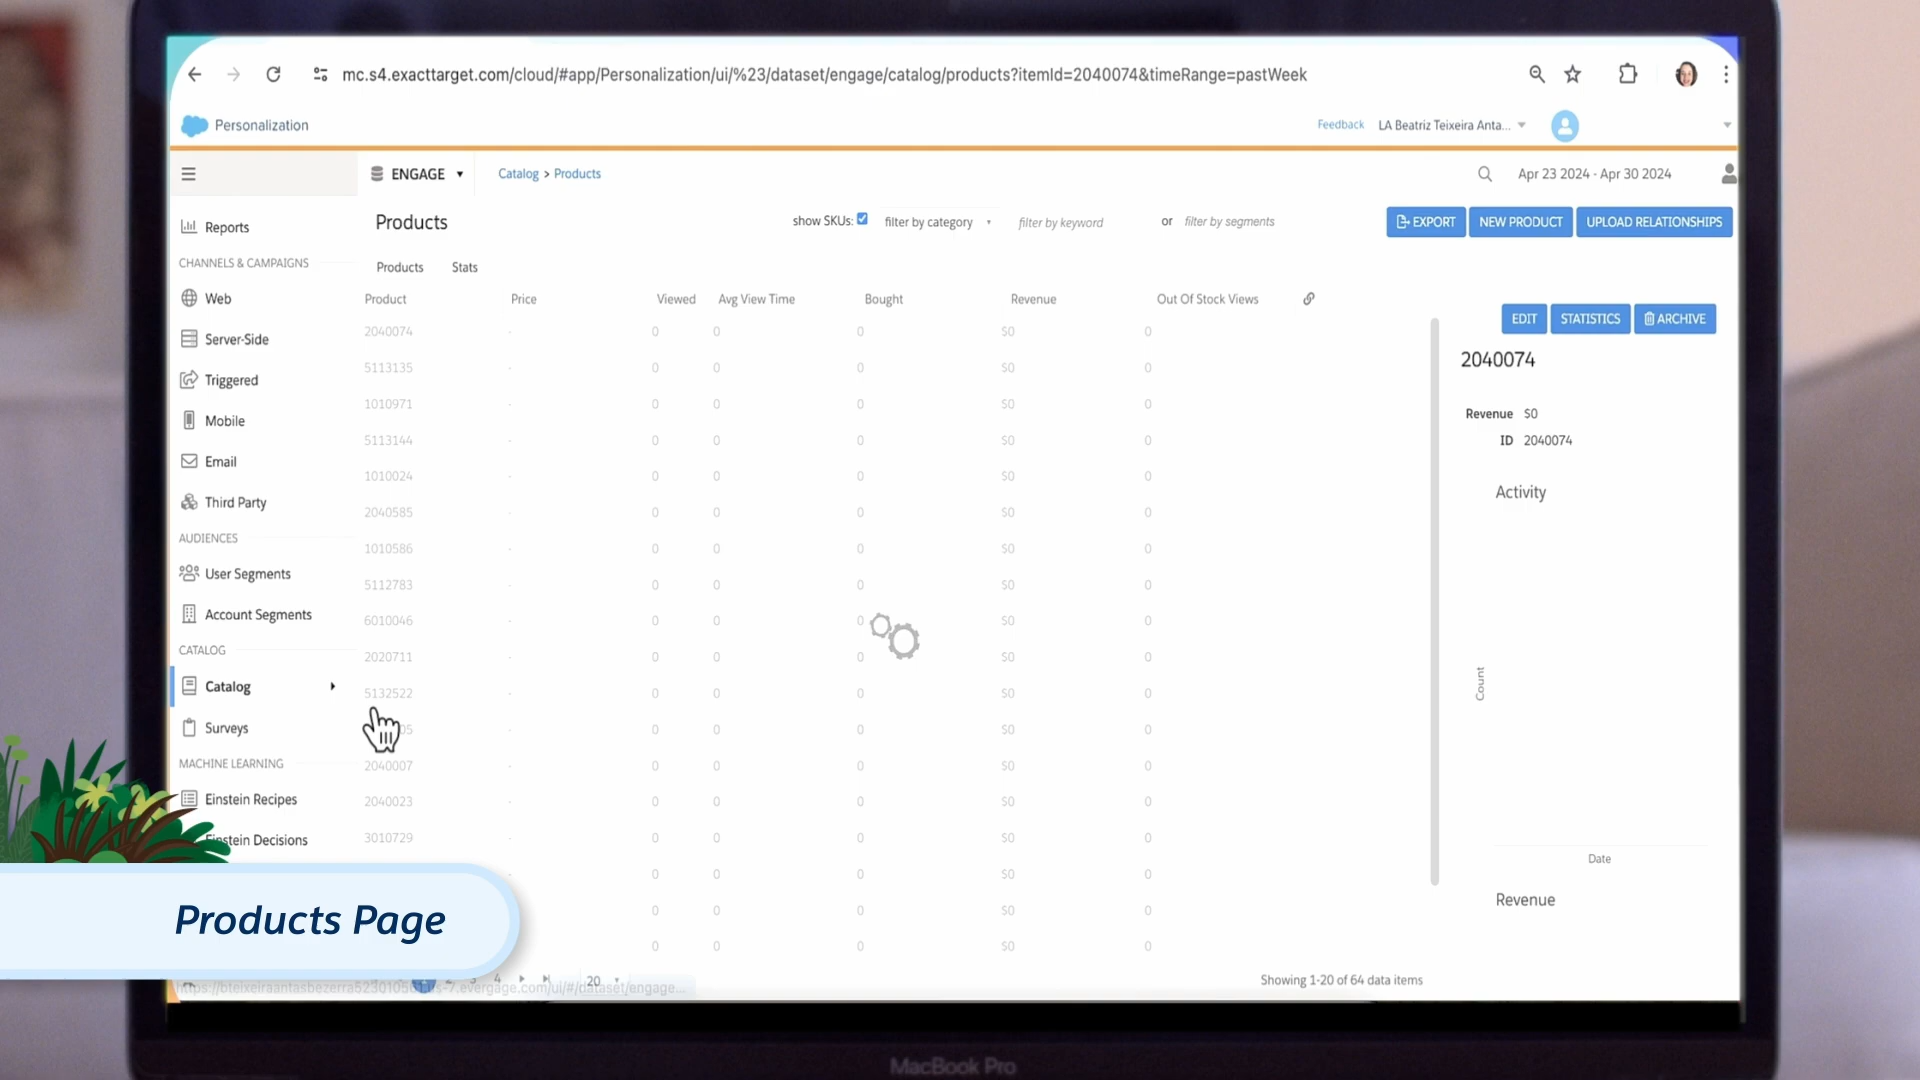 mc.s4.exacttarget.com/cloud/#app/Personalization/ui/%23/dataset/engage/catalog/products?itemId=2040074&timeRange=pastWeek
Personalization
Feedback LA Beatriz Teixeira Anta...
ENGAGE Catalog > Products Apr 23 2024 - Apr 30 2024
Products show SKUs: filter by category filter by keyword or filter by segments EXPORT NEW PRODUCT UPLOAD RELATIONSHIPS
Products Stats
Product Price Viewed Avg View Time Bought Revenue Out Of Stock Views
2040074 - 0 0 0 $0 0
5113135 - 0 0 0 $0 0
1010971 - 0 0 0 $0 0
5113144 - 0 0 0 $0 0
1010024 - 0 0 0 $0 0
2040585 - 0 0 0 $0 0
1010586 - 0 0 0 $0 0
5112783 - 0 0 0 $0 0
6010046 - 0 0 0 $0 0
2020711 - 0 0 0 $0 0
5132522 - 0 0 0 $0 0
- 0 0 0 $0 0
2040007 - 0 0 0 $0 0
2040023 - 0 0 0 $0 0
3010729 - 0 0 0 $0 0
- 0 0 0 $0 0
0 0 0 $0 0
0 0 0 $0 0
Reports
CHANNELS & CAMPAIGNS
Web
Server-Side
Triggered
Mobile
Email
Third Party
AUDIENCES
User Segments
Account Segments
CATALOG
Catalog
Surveys
MACHINE LEARNING
Einstein Recipes
Einstein Decisions
EDIT STATISTICS ARCHIVE
2040074
Revenue $0
ID 2040074
Activity
Count
Date
Revenue
4 20
Showing 1-20 of 64 data items
Products Page
MacBook Pro